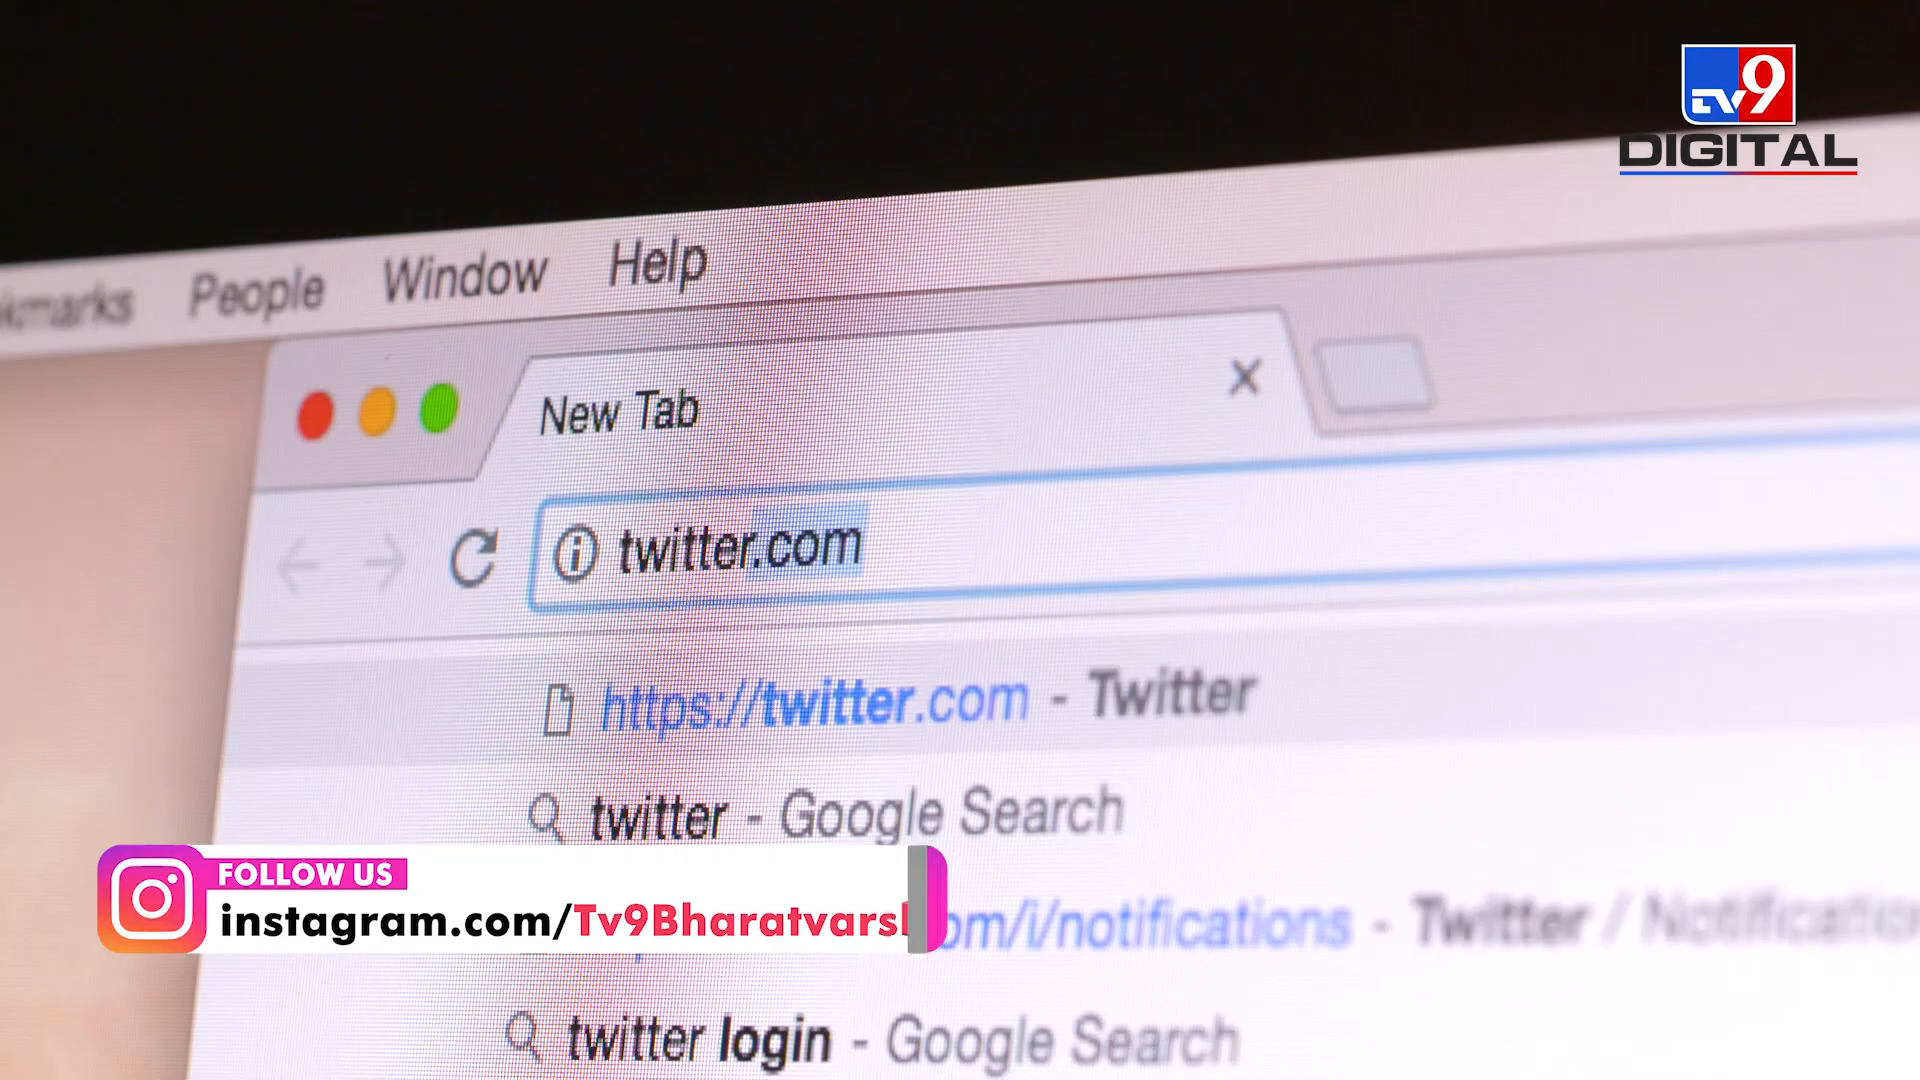 TV9
DIGITAL
People Window Help
New Tab
twitter.com
https://twitter.com - Twitter
twitter - Google Search
FOLLOW US
instagram.com/
om/i/notifications - Twitter /
twitter login - Google Search